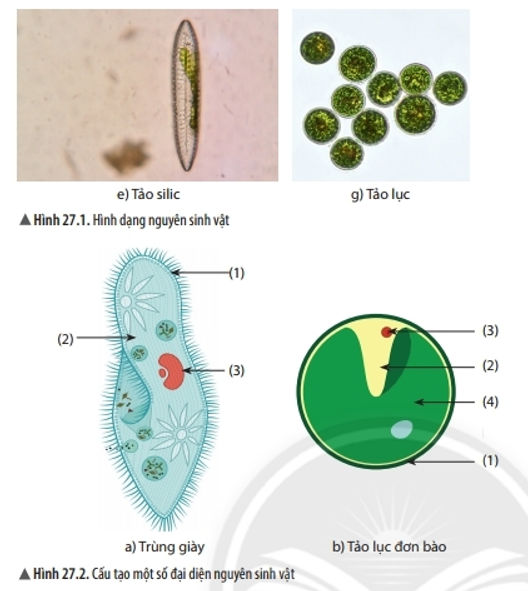 e) Tảo silic
g) Tảo lục
▲ Hình 27.1. Hình dạng nguyên sinh vật
(1)
(2)
(3)
(3)
(2)
(4)
(1)
a) Trùng giày
b) Tảo lục đơn bào
▲ Hình 27.2. Cấu tạo một số đại diện nguyên sinh vật